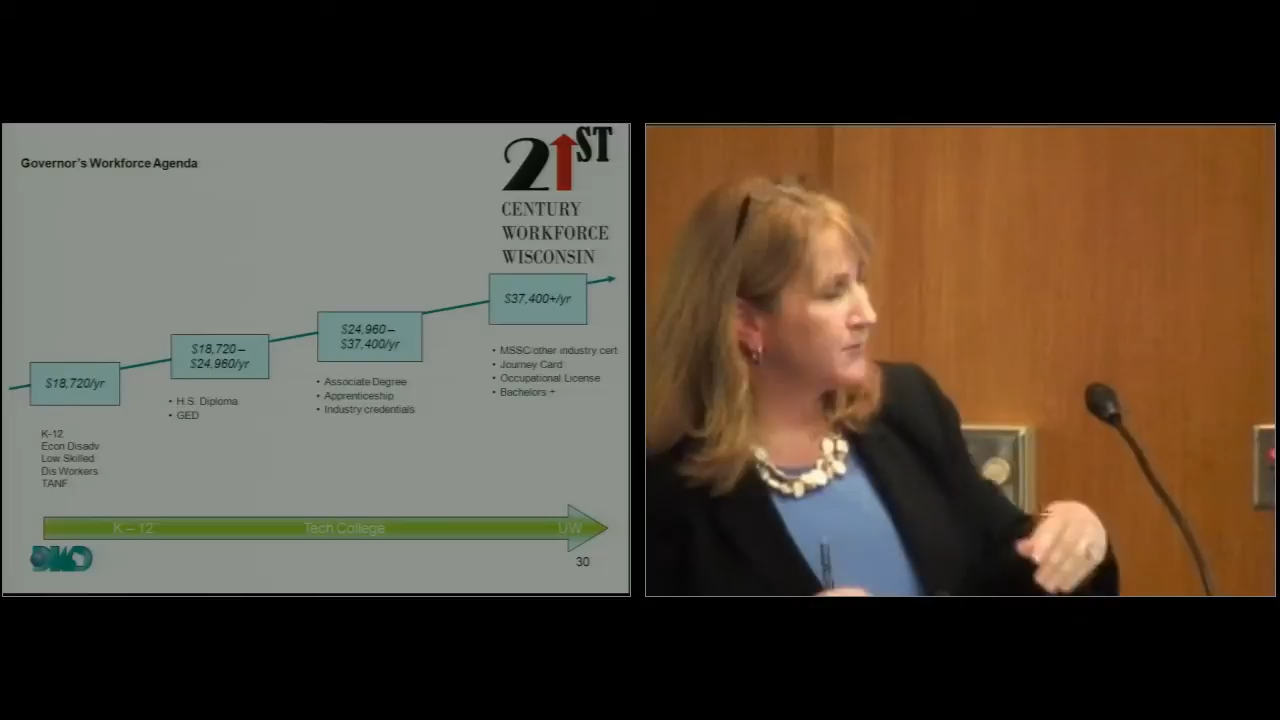 Governor's Workforce Agenda
21ST
CENTURY
WORKFORCE
WISCONSIN
$37,400+/yr
$24,960 –
$37,400/yr
$18,720 –
$24,960/yr
$18,720/yr
• MSSC/other industry cert
• Journey Card
• Occupational License
• Bachelors +
• Associate Degree
• Apprenticeship
• Industry credentials
• H.S. Diploma
• GED
K-12
Econ Disadv
Low Skilled
Dis Workers
TANF
K – 12
Tech College
UW
DWD
30